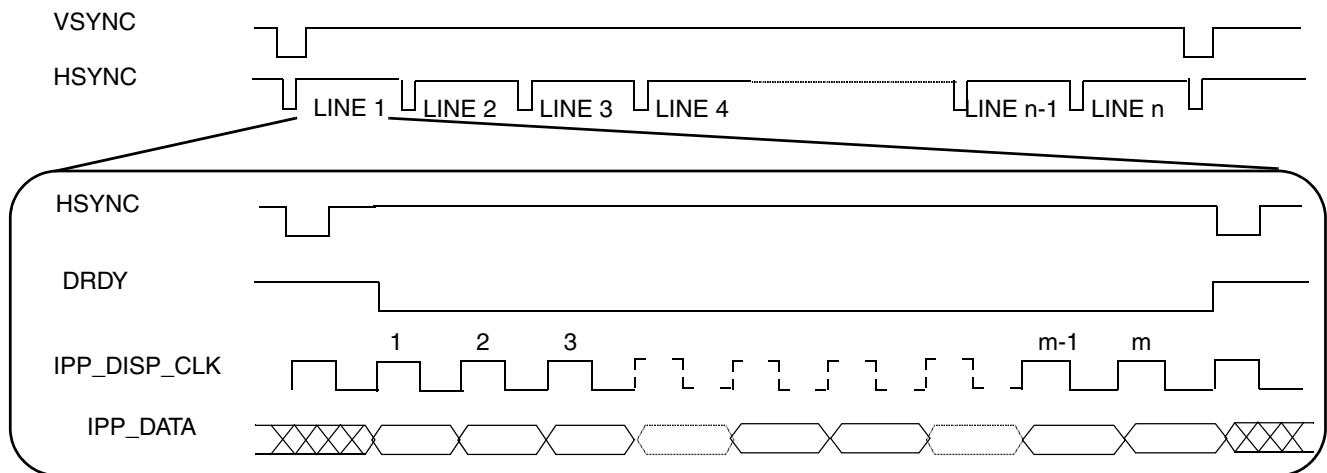 VSYNC
HSYNC
LINE 1 LINE 2 LINE 3 LINE 4 LINE n-1 LINE n
HSYNC
DRDY
1 2 3 m-1 m
IPP_DISP_CLK
IPP_DATA